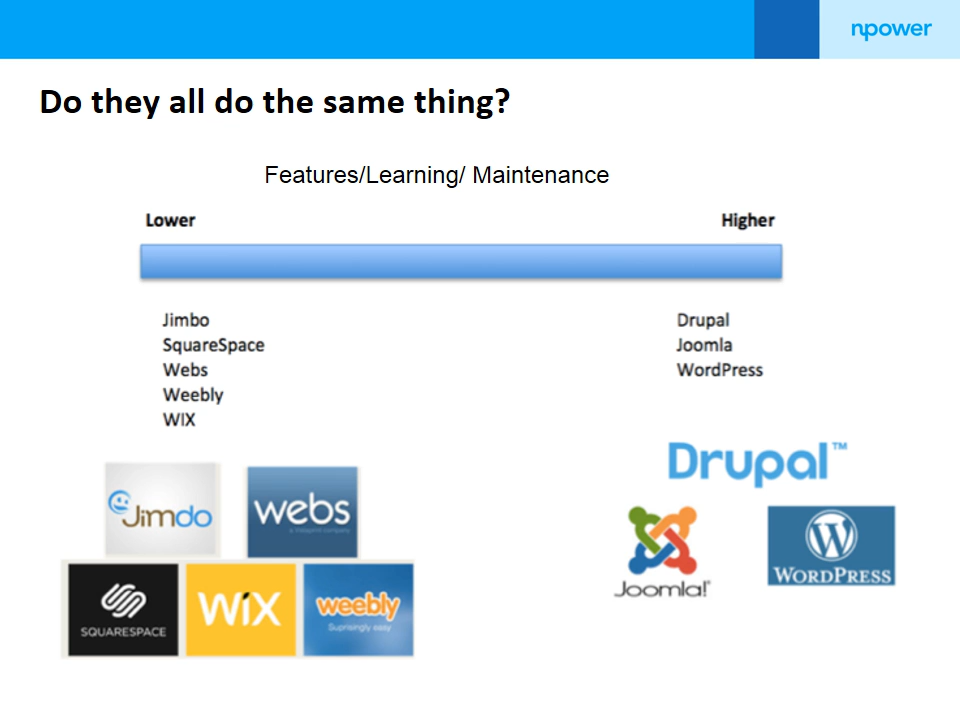 npower
Do they all do the same thing?
Features/Learning/ Maintenance
Lower
Higher
Jimbo
SquareSpace
Webs
Weebly
WIX
Drupal
Joomla
WordPress
Drupal™
Jimdo
webs
Joomla!®
WORDPRESS
SQUARESPACE
WiX
weebly
Suprisingly easy